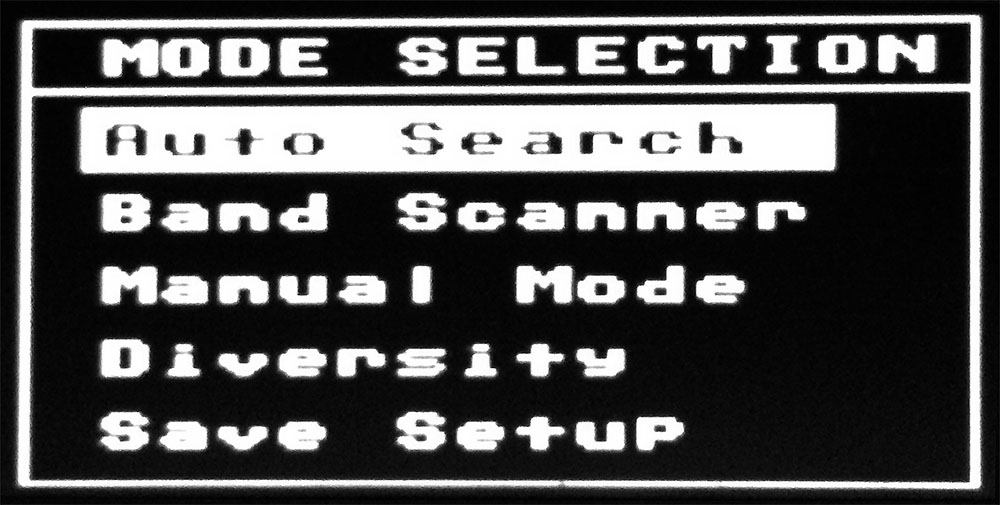 MODE SELECTION
Auto Search
Band Scanner
Manual Mode
Diversity
Save Setup